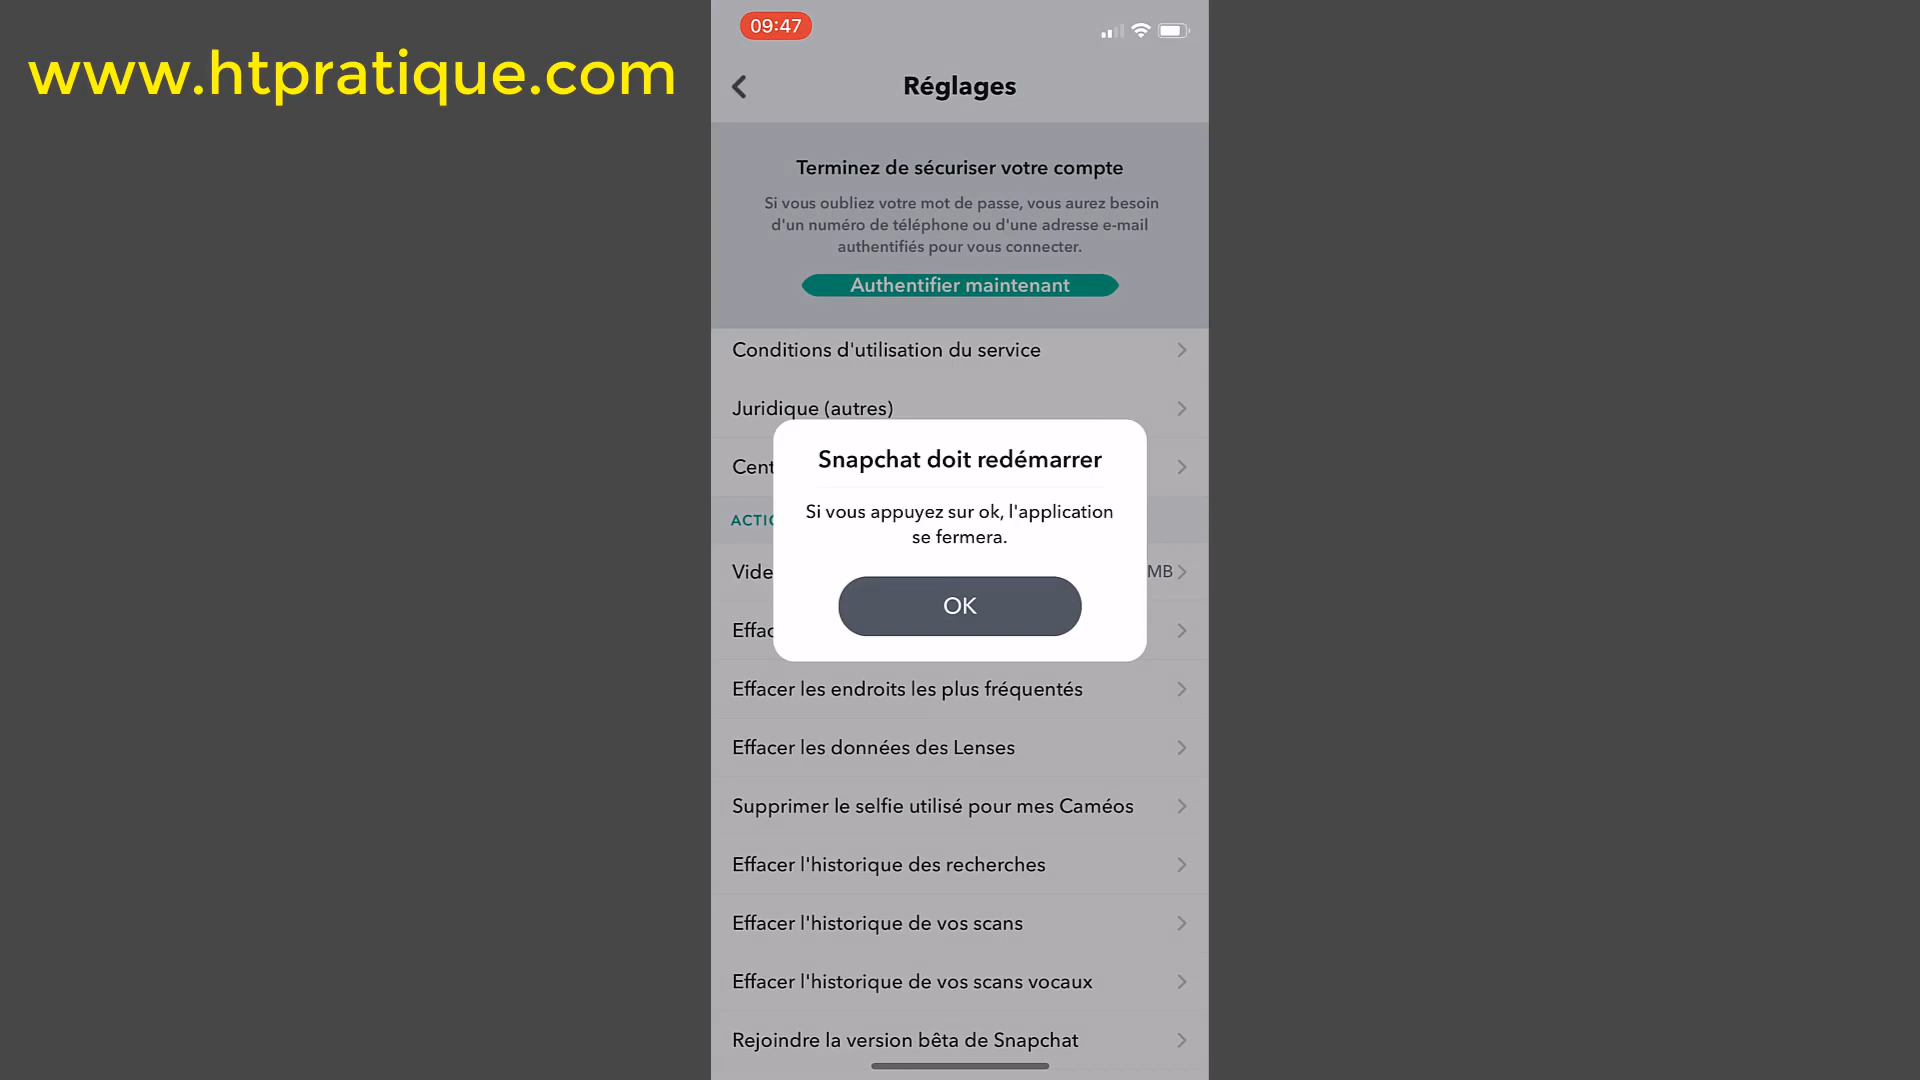 www.htpratique.com
09:47
Réglages
Terminez de sécuriser votre compte
Si vous oubliez votre mot de passe, vous aurez besoin
d'un numéro de téléphone ou d'une adresse e-mail
authentifiés pour vous connecter.
Authentifier maintenant
Conditions d'utilisation du service
Juridique (autres)
Cent
Snapchat doit redémarrer
Si vous appuyez sur ok, l'application
se fermera.
OK
ACTIO
Vide
MB
Effac
Effacer les endroits les plus fréquentés
Effacer les données des Lenses
Supprimer le selfie utilisé pour mes Caméos
Effacer l'historique des recherches
Effacer l'historique de vos scans
Effacer l'historique de vos scans vocaux
Rejoindre la version bêta de Snapchat